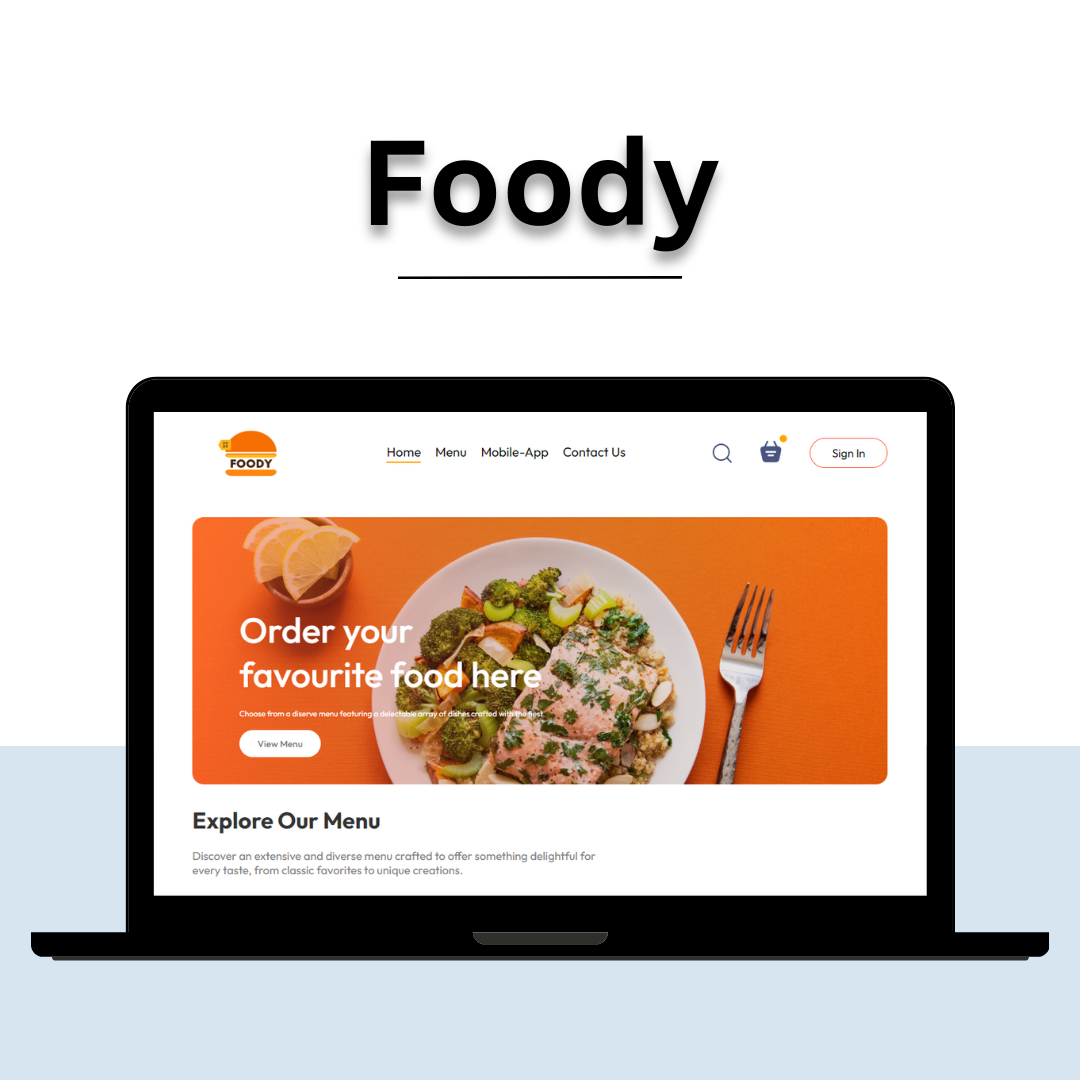 Foody
FOODY
Home Menu Mobile-App Contact Us
Sign In
Order your
favourite food here
Choose from a diserve menu featuring a delectable array of dishes crafted with the finest
View Menu
Explore Our Menu
Discover an extensive and diverse menu crafted to offer something delightful for
every taste, from classic favorites to unique creations.